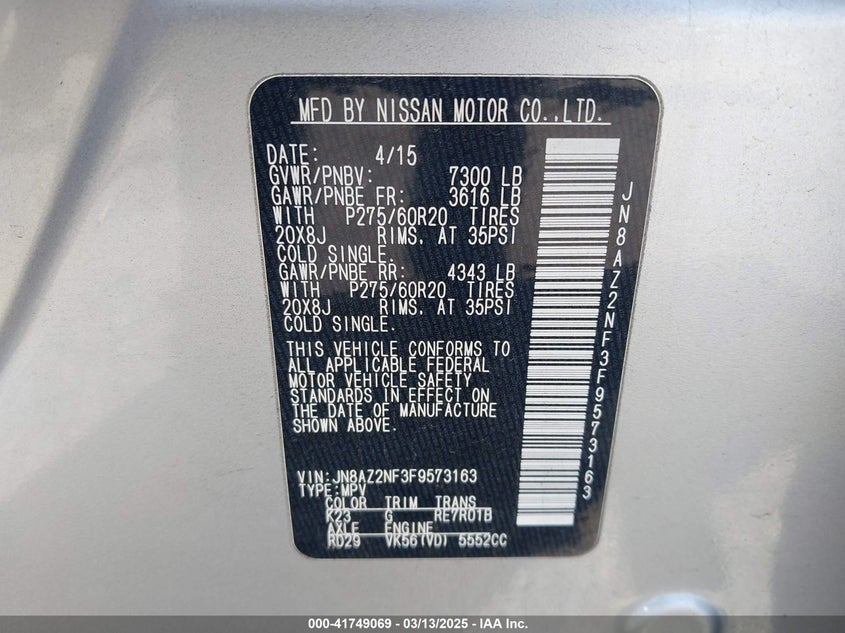 MFD BY NISSAN MOTOR CO.,LTD.
DATE: 4/15
GVWR/PNBV: 7300 LB
GAWR/PNBE FR: 3616 LB
WITH P275/60R20 TIRES
20X8J RIMS, AT 35PSI
COLD SINGLE.
GAWR/PNBE RR: 4343 LB
WITH P275/60R20 TIRES
20X8J RIMS, AT 35PSI
COLD SINGLE.
THIS VEHICLE CONFORMS TO
ALL APPLICABLE FEDERAL
MOTOR VEHICLE SAFETY
STANDARDS IN EFFECT ON
THE DATE OF MANUFACTURE
SHOWN ABOVE.
VIN:JN8AZ2NF3F9573163
TYPE:MPV
COLOR TRIM TRANS
K23 G RE7R01B
AXLE ENGINE
RD29 VK56(VD) 5552CC
JN8AZ2NF3F9573163
000-41749069 - 03/13/2025 - IAA Inc.